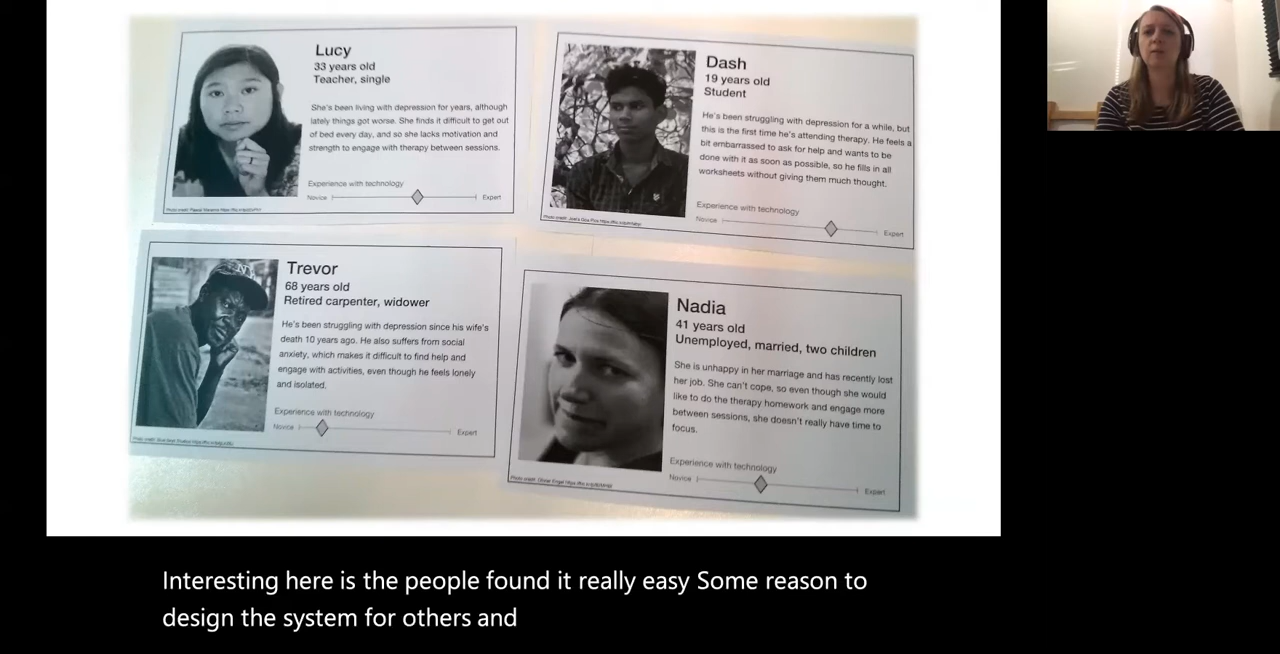 Lucy
33 years old
Teacher, single
She's been living with depression for years, although
lately things got worse. She finds it difficult to get out
of bed every day, and so she lacks motivation and
strength to engage with therapy between sessions.
Experience with technology
Novice
Expert
Dash
19 years old
Student
He's been struggling with depression for a while, but
this is the first time he's attending therapy. He feels a
bit embarrassed to ask for help and wants to be
done with it as soon as possible, so he fills in all
worksheets without giving them much thought.
Experience with technology
Novice
Expert
Trevor
68 years old
Retired carpenter, widower
He's been struggling with depression since his wife's
death 10 years ago. He also suffers from social
anxiety, which makes it difficult to find help and
engage with activities, even though he feels lonely
and isolated.
Experience with technology
Novice
Expert
Nadia
41 years old
Unemployed, married, two children
She is unhappy in her marriage and has recently lost
her job. She can't cope, so even though she would
like to do the therapy homework and engage more
between sessions, she doesn't really have time to
focus.
Experience with technology
Novice
Expert
Interesting here is the people found it really easy Some reason to
design the system for others and